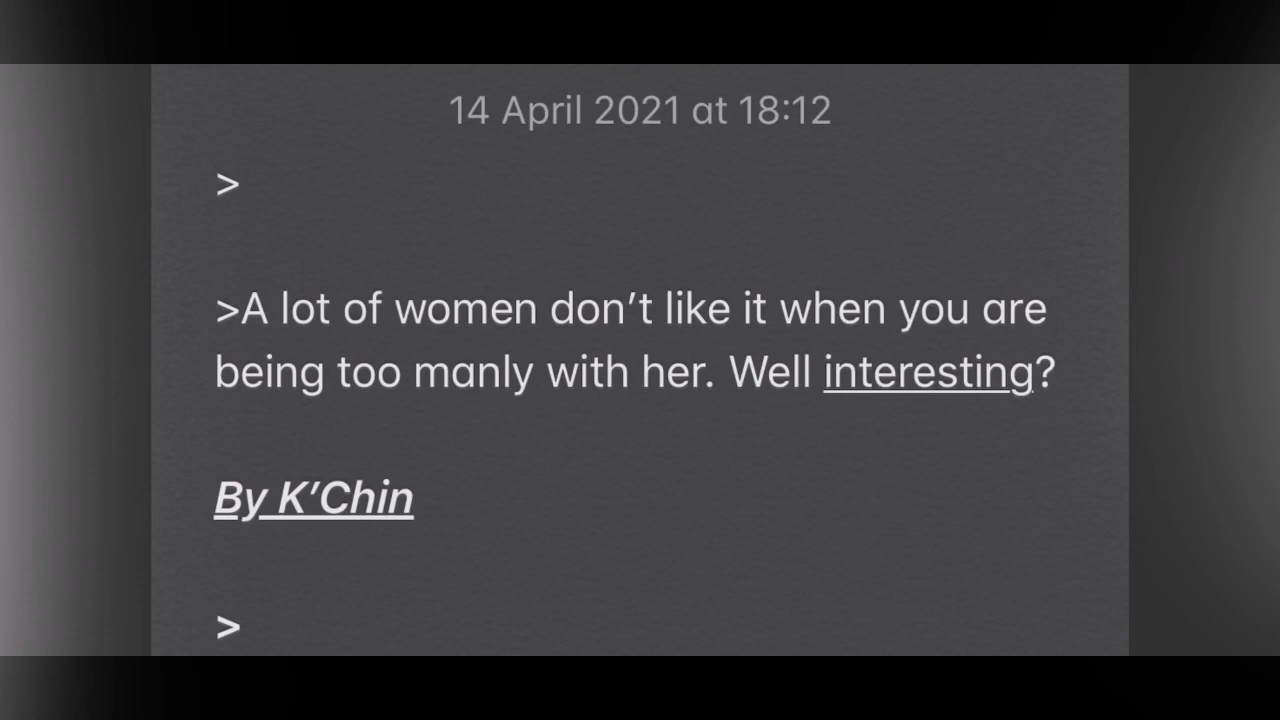 14 April 2021 at 18:12
>
>A lot of women don’t like it when you are
being too manly with her. Well interesting?
By K’Chin
>